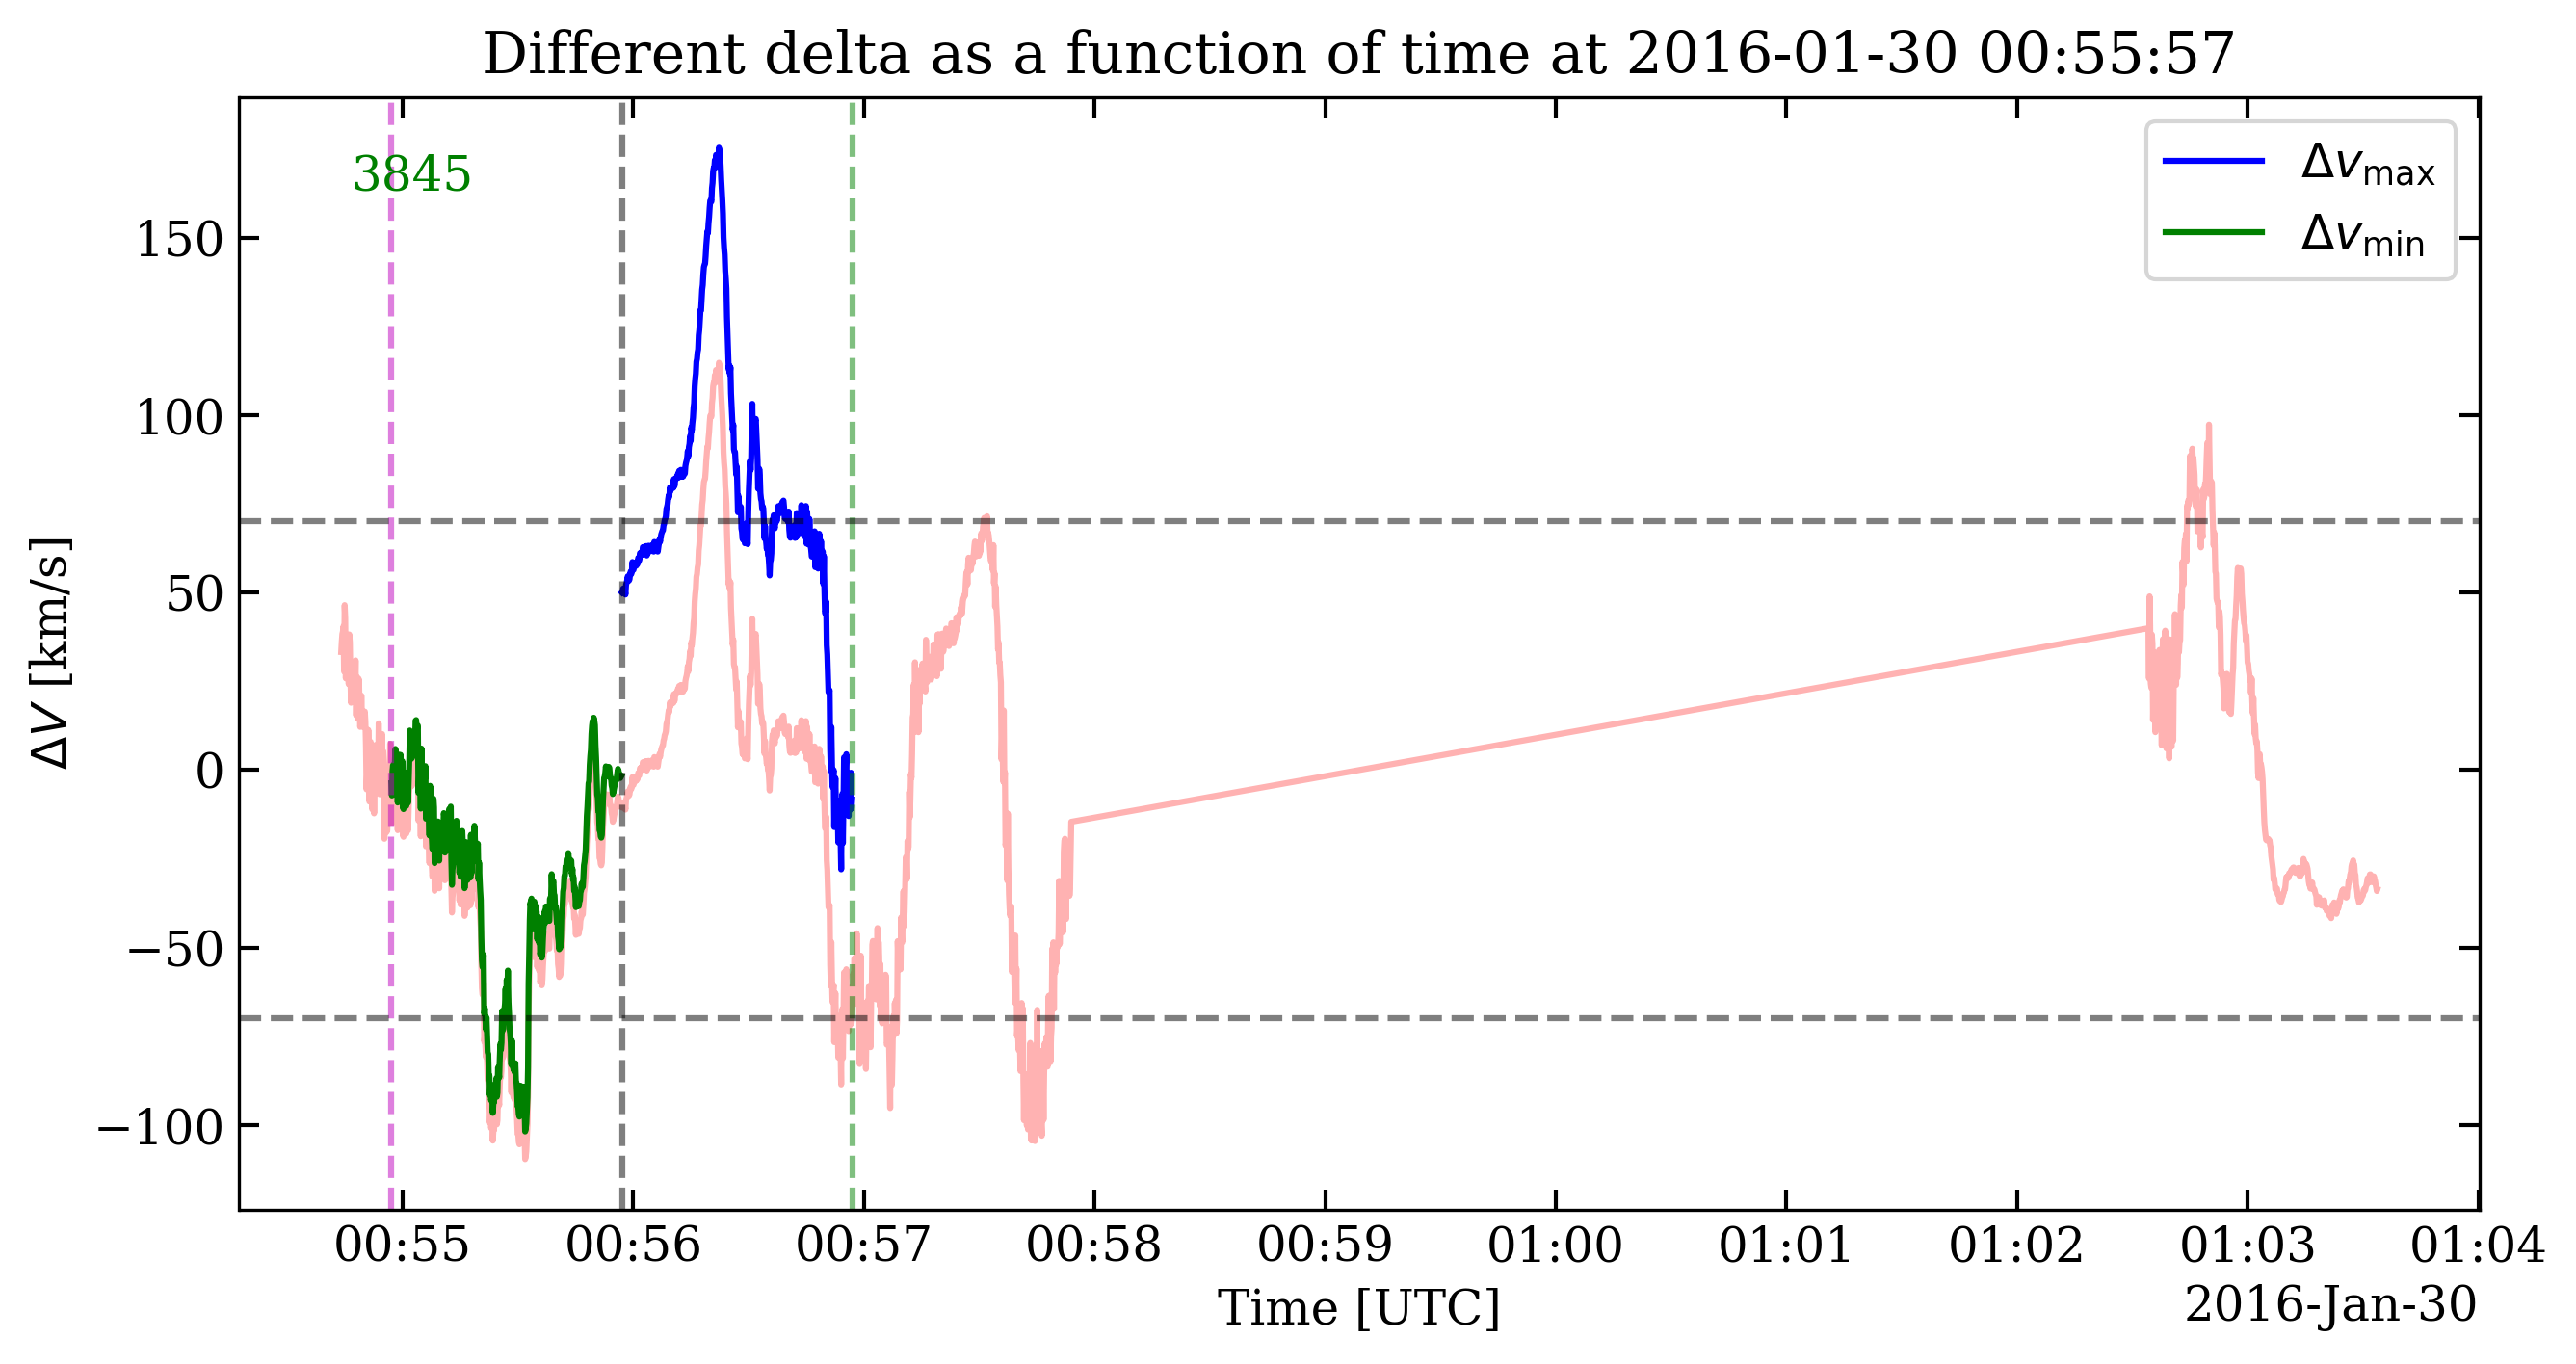 Different delta as a function of time at 2016-01-30 00:55:57
3845
Δv_max
Δv_min
150
100
50
0
−50
−100
ΔV [km/s]
00:55 00:56 00:57 00:58 00:59 01:00 01:01 01:02 01:03 01:04
Time [UTC]
2016-Jan-30